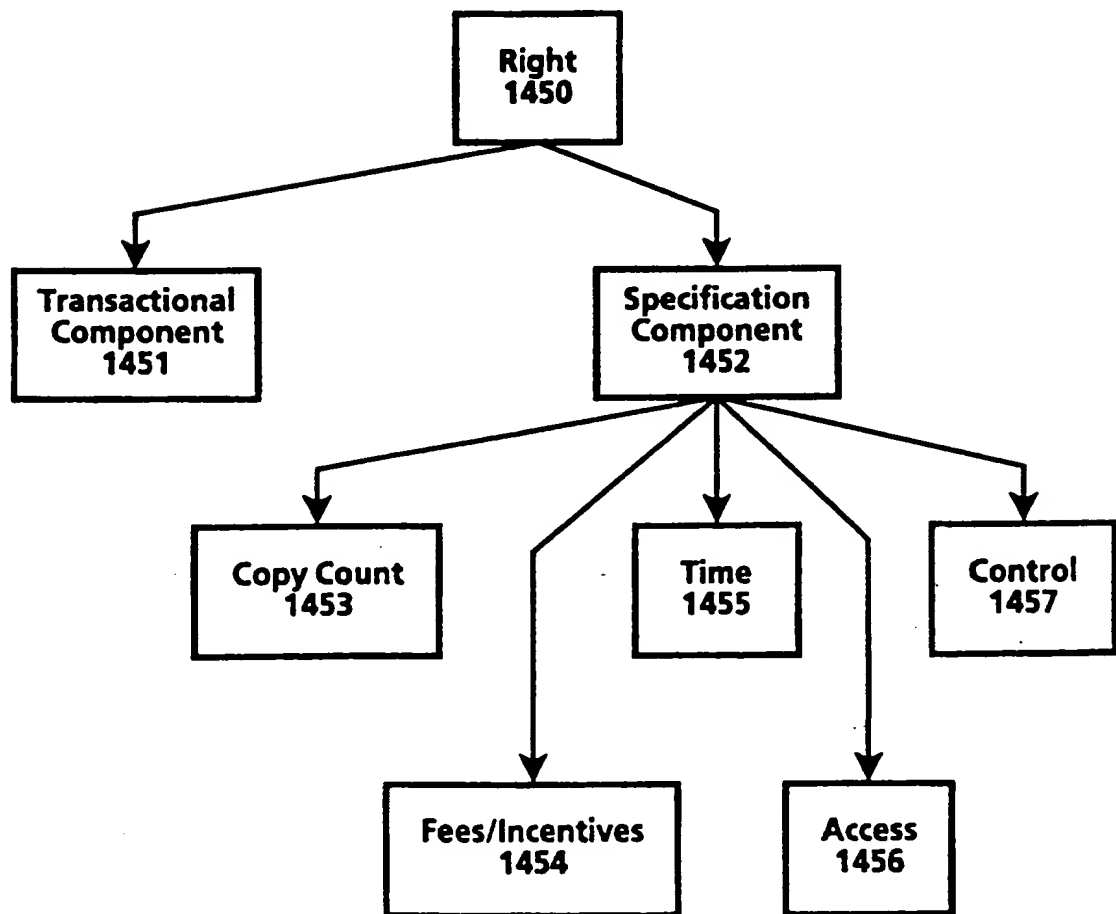 Right
1450
Transactional
Component
1451
Specification
Component
1452
Copy Count
1453
Time
1455
Control
1457
Fees/Incentives
1454
Access
1456